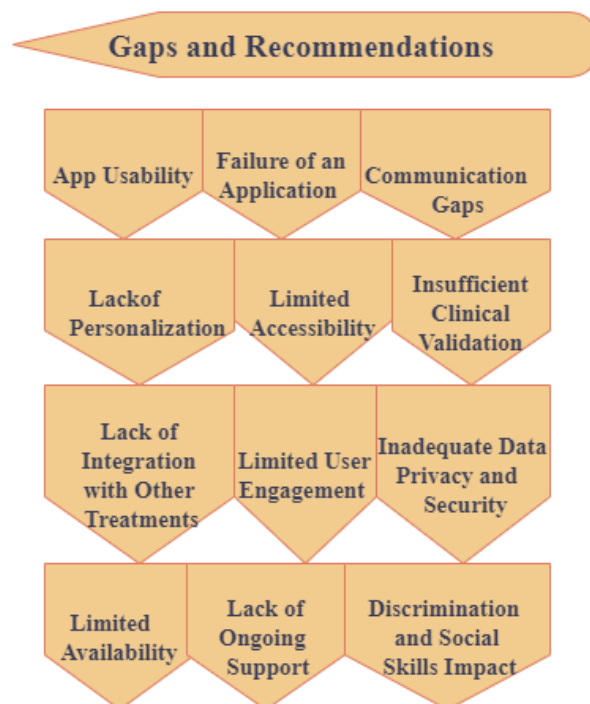 Gaps and Recommendations
App Usability
Failure of an
Application
Communication
Gaps
Lackof
Personalization
Limited
Accessibility
Insufficient
Clinical
Validation
Lack of
Integration
with Other
Treatments
Limited User
Engagement
Inadequate Data
Privacy and
Security
Limited
Availability
Lack of
Ongoing
Support
Discrimination
and Social
Skills Impact